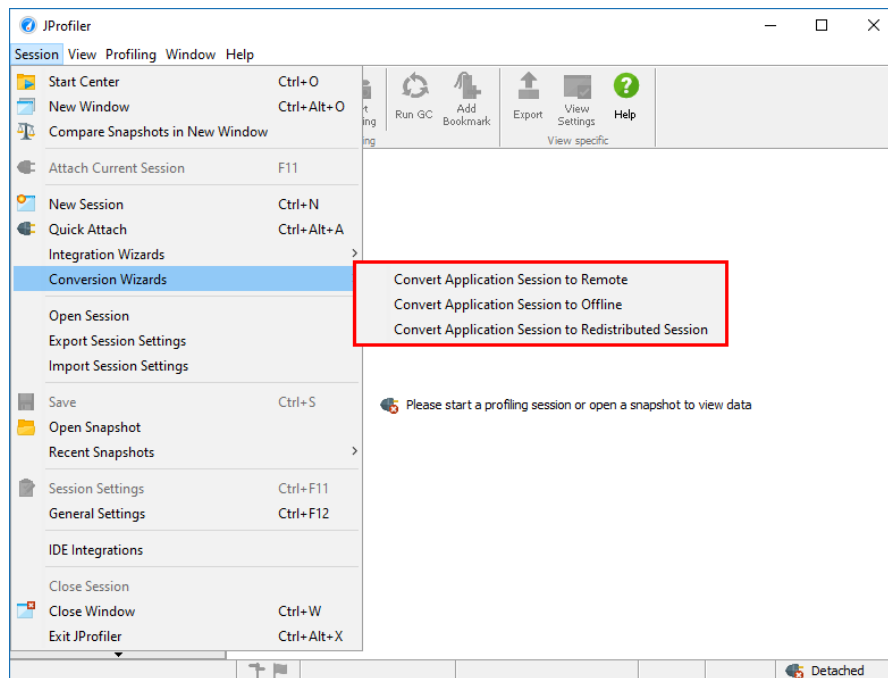 JProfiler
Session View Profiling Window Help
Start Center Ctrl+O
New Window Ctrl+Alt+O
Compare Snapshots in New Window
Attach Current Session F11
New Session Ctrl+N
Quick Attach Ctrl+Alt+A
Integration Wizards
Conversion Wizards
Open Session
Export Session Settings
Import Session Settings
Save Ctrl+S
Open Snapshot
Recent Snapshots
Session Settings Ctrl+F11
General Settings Ctrl+F12
IDE Integrations
Close Session
Close Window Ctrl+W
Exit JProfiler Ctrl+Alt+X
Run GC
Add
Bookmark
Export
View
Settings
Help
View specific
Convert Application Session to Remote
Convert Application Session to Offline
Convert Application Session to Redistributed Session
Please start a profiling session or open a snapshot to view data
Detached